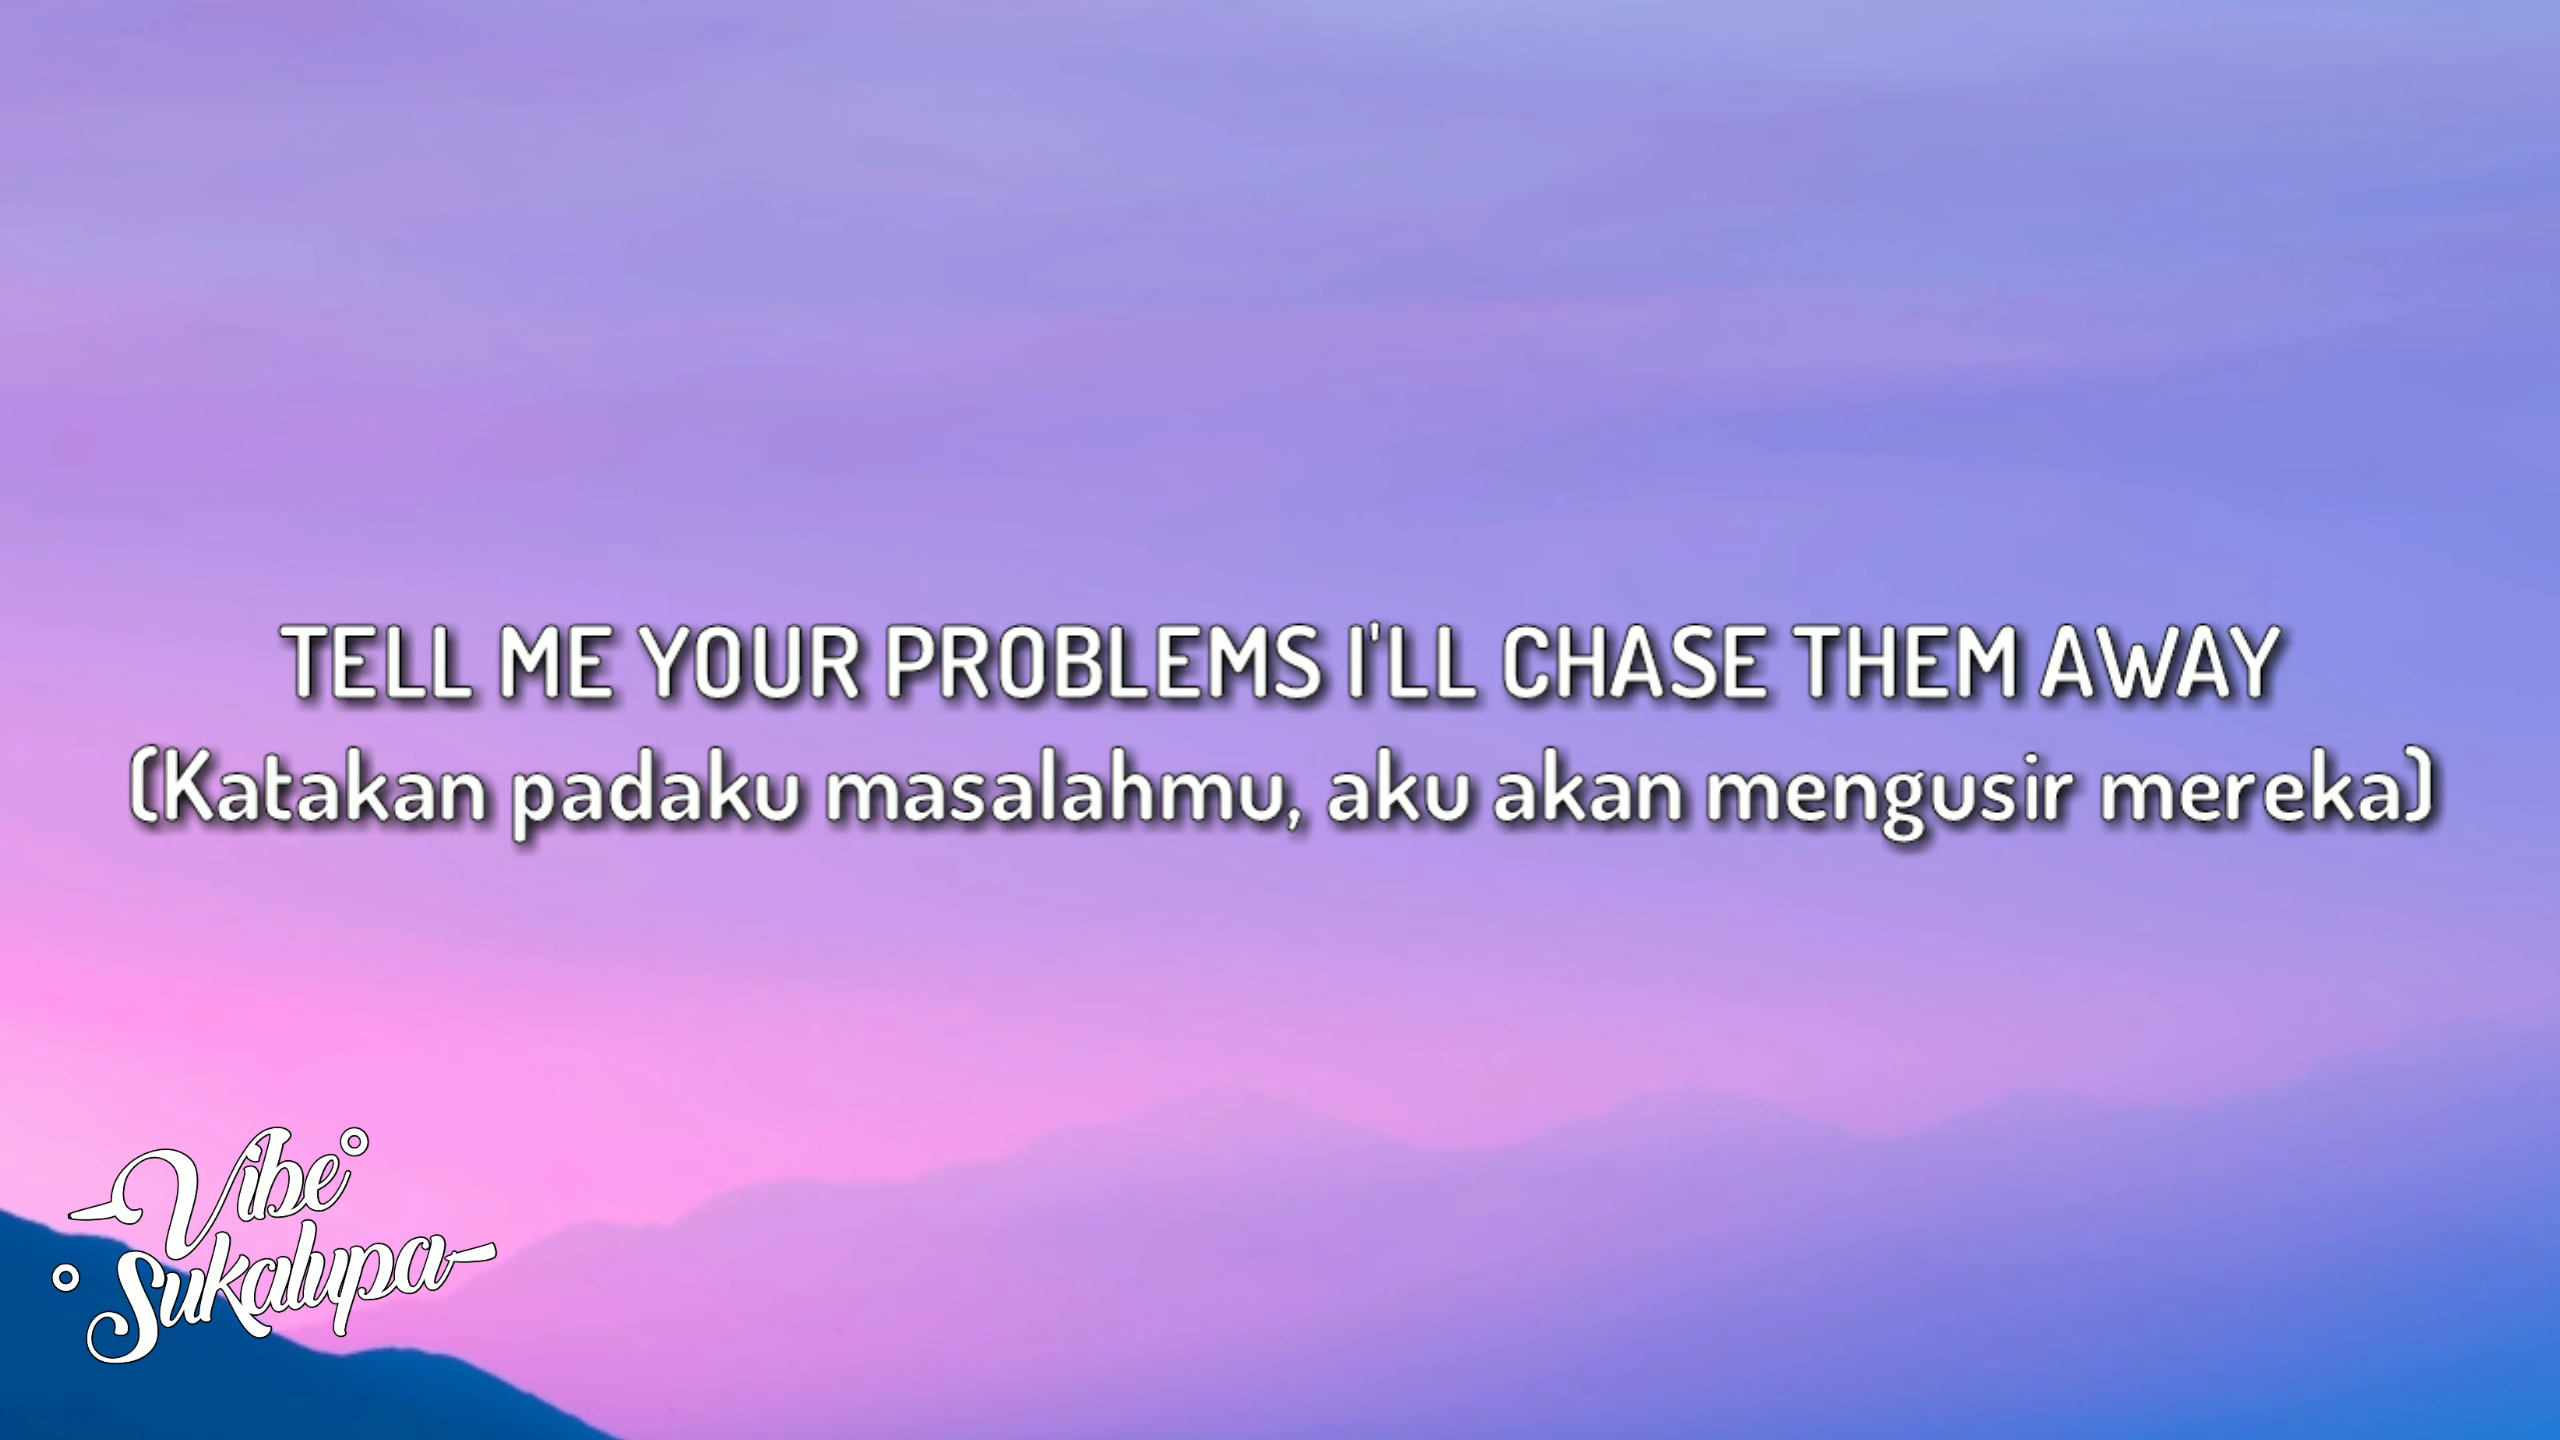 TELL ME YOUR PROBLEMS I'LL CHASE THEM AWAY
(Katakan padaku masalahmu, aku akan mengusir mereka)
Vibe
Sukalupa